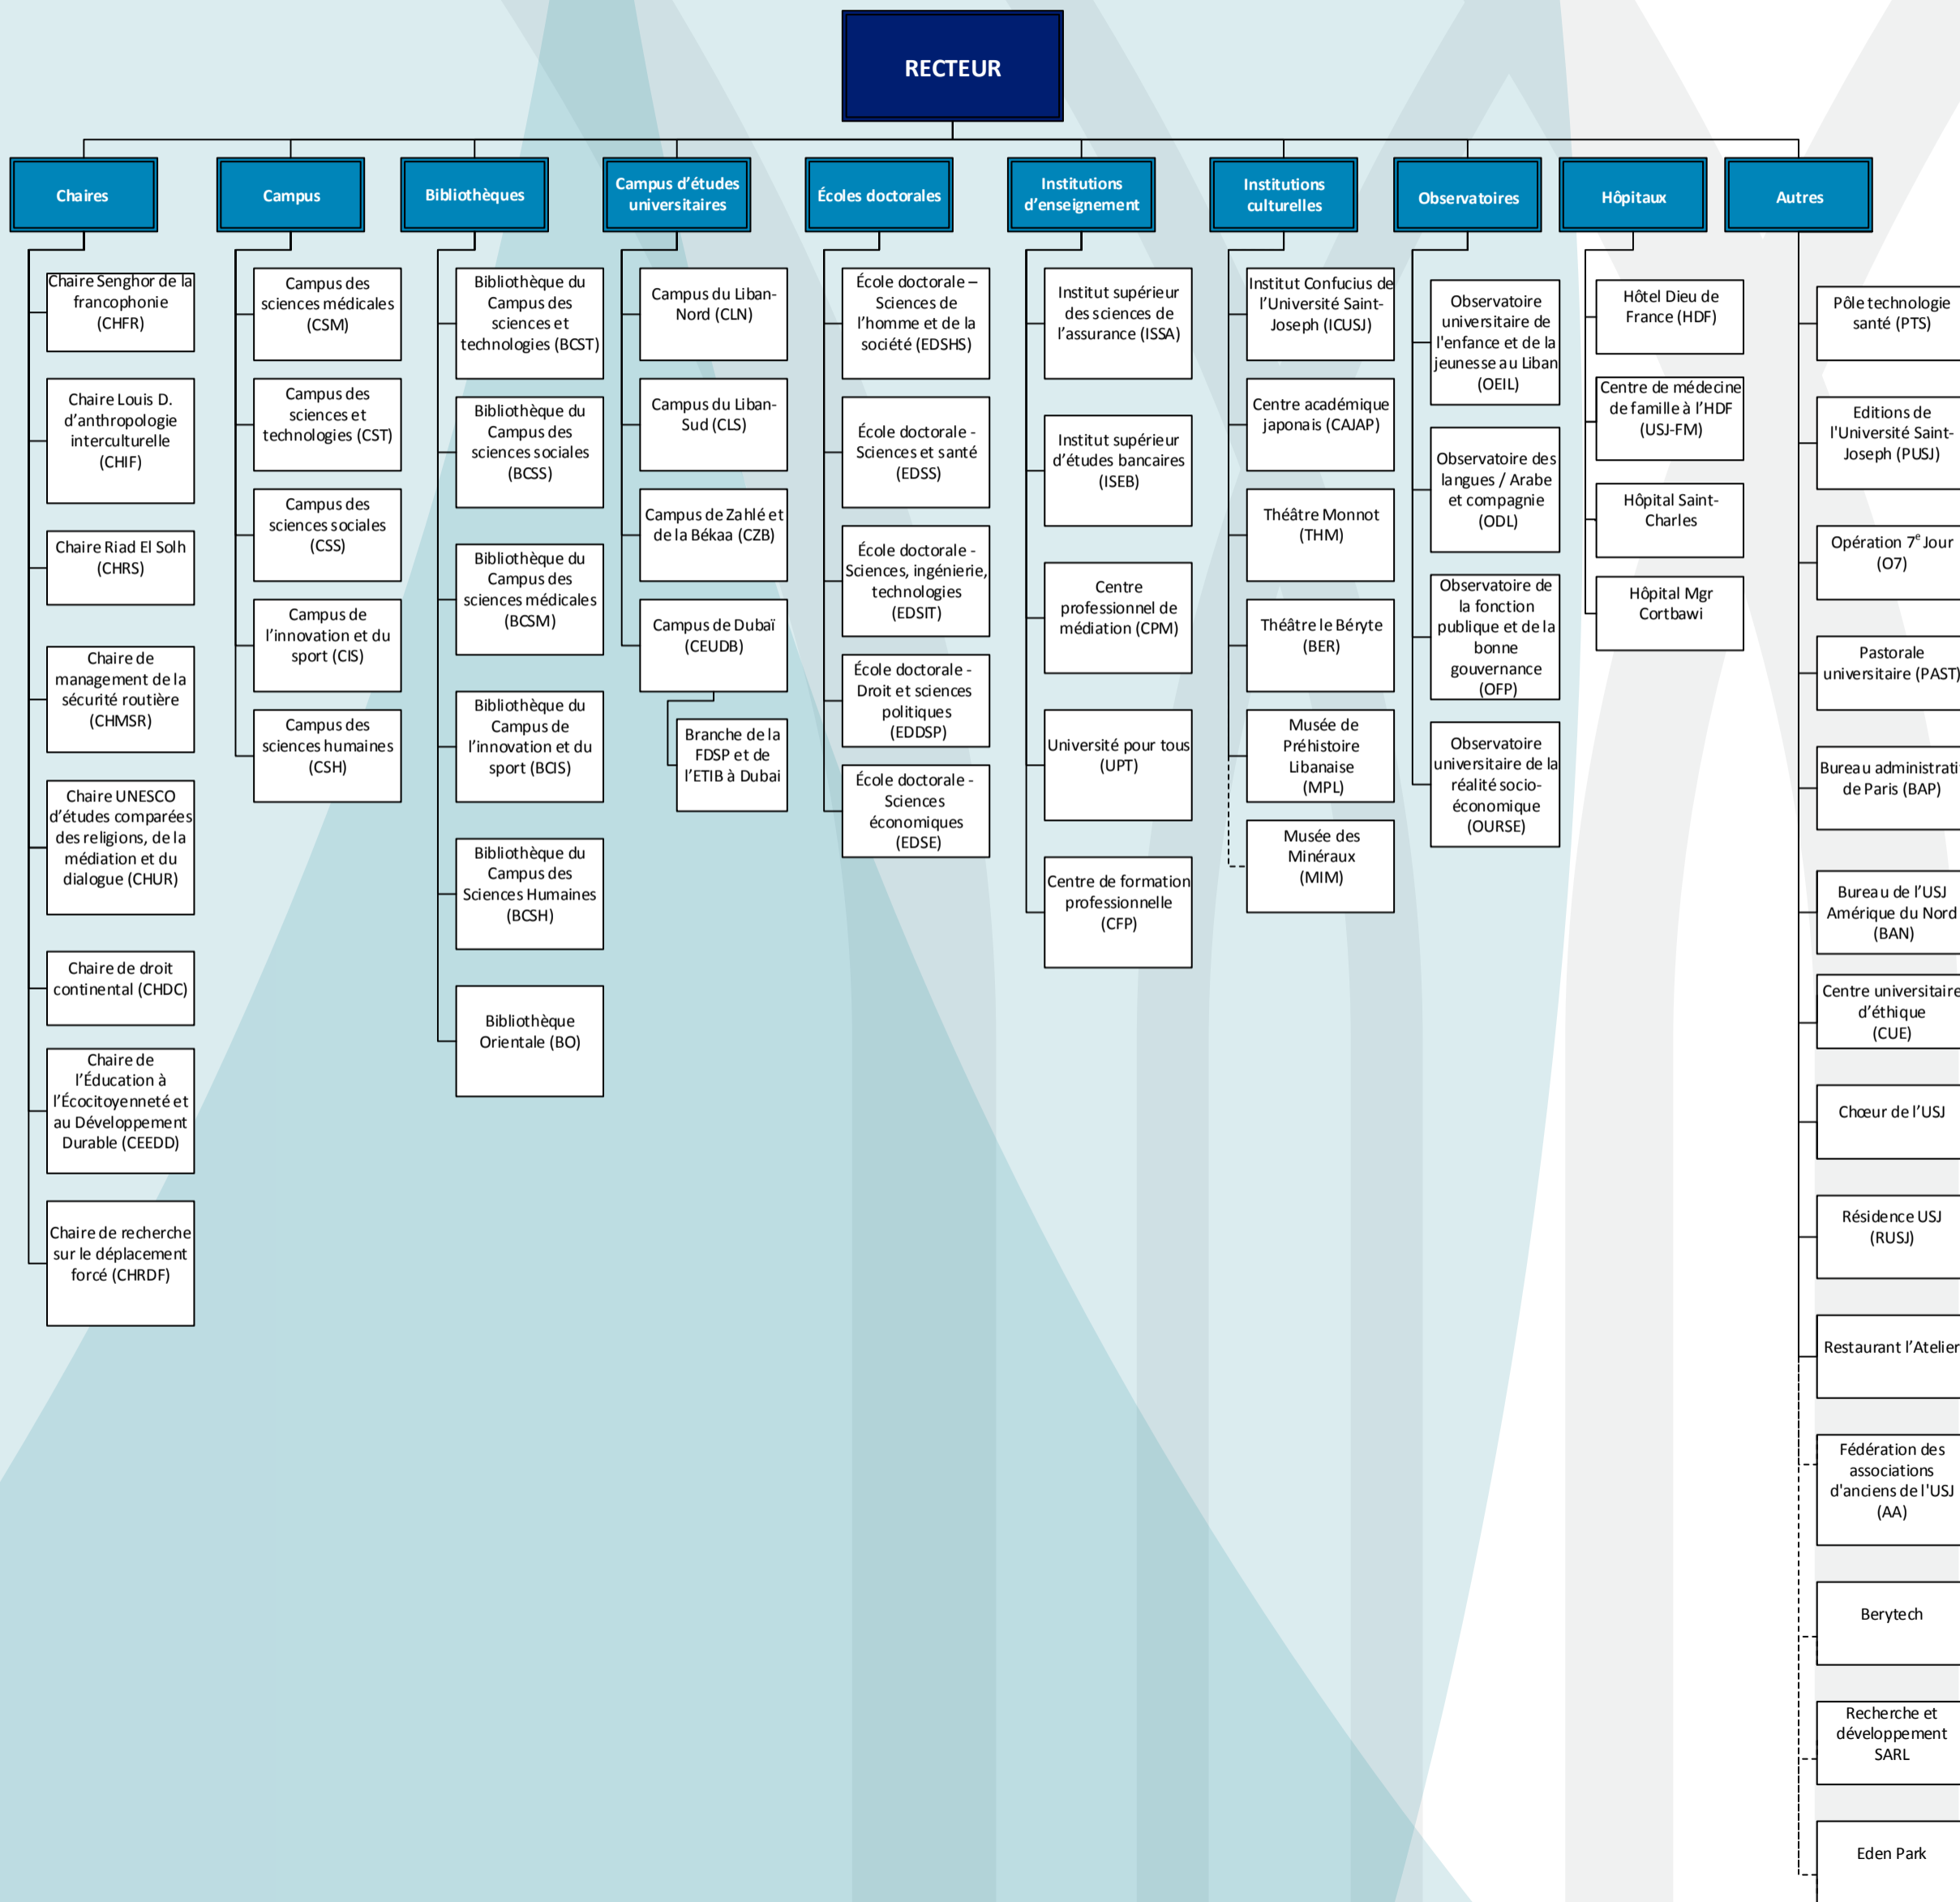 RECTEUR
Chaires
Chaire Senghor de la
francophonie
(CHFR)
Chaire Louis D.
d’anthropologie
interculturelle
(CHIF)
Chaire Riad El Solh
(CHRS)
Chaire de
management de la
sécurité routière
(CHMSR)
Chaire UNESCO
d’études comparées
des religions, de la
médiation et du
dialogue (CHUR)
Chaire de droit
continental (CHDC)
Chaire de
l’Éducation à
l’Écocitoyenneté et
au Développement
Durable (CEEDD)
Chaire de recherche
sur le déplacement
forcé (CHRDF)
Campus
Campus des
sciences médicales
(CSM)
Campus des
sciences et
technologies (CST)
Campus des
sciences sociales
(CSS)
Campus de
l’innovation et du
sport (CIS)
Campus des
sciences humaines
(CSH)
Bibliothèques
Bibliothèque du
Campus des
sciences et
technologies (BCST)
Bibliothèque du
Campus des
sciences sociales
(BCSS)
Bibliothèque du
Campus des
sciences médicales
(BCSM)
Bibliothèque du
Campus de
l’innovation et du
sport (BCIS)
Bibliothèque du
Campus des
Sciences Humaines
(BCSH)
Bibliothèque
Orientale (BO)
Campus d’études
universitaires
Campus du Liban-
Nord (CLN)
Campus du Liban-
Sud (CLS)
Campus de Zahlé et
de la Békaa (CZB)
Campus de Dubaï
(CEUDB)
Branche de la
FDSP et de
l’ETIB à Dubai
Écoles doctorales
École doctorale –
Sciences de
l’homme et de la
société (EDSHS)
École doctorale -
Sciences et santé
(EDSS)
École doctorale -
Sciences, ingénierie,
technologies
(EDSIT)
École doctorale -
Droit et sciences
politiques
(EDDSP)
École doctorale -
Sciences
économiques
(EDSE)
Institutions
d’enseignement
Institut supérieur
des sciences de
l’assurance (ISSA)
Institut supérieur
d’études bancaires
(ISEB)
Centre
professionnel de
médiation (CPM)
Université pour tous
(UPT)
Centre de formation
professionnelle
(CFP)
Institutions
culturelles
Institut Confucius de
l’Université Saint-
Joseph (ICUSJ)
Centre académique
japonais (CAJAP)
Théâtre Monnot
(THM)
Théâtre le Béryte
(BER)
Musée de
Préhistoire
Libanaise
(MPL)
Musée des
Minéraux
(MIM)
Observatoires
Observatoire
universitaire de
l'enfance et de la
jeunesse au Liban
(OEIL)
Observatoire des
langues / Arabe
et compagnie
(ODL)
Observatoire de
la fonction
publique et de la
bonne
gouvernance
(OFP)
Observatoire
universitaire de la
réalité socio-
économique
(OURSE)
Hôpitaux
Hôtel Dieu de
France (HDF)
Centre de médecine
de famille à l’HDF
(USJ-FM)
Hôpital Saint-
Charles
Hôpital Mgr
Cortbawi
Autres
Pôle technologie
santé (PTS)
Editions de
l'Université Saint-
Joseph (PUSJ)
Opération 7e Jour
(O7)
Pastorale
universitaire (PAST)
Bureau administratif
de Paris (BAP)
Bureau de l’USJ
Amérique du Nord
(BAN)
Centre universitaire
d’éthique
(CUE)
Chœur de l’USJ
Résidence USJ
(RUSJ)
Restaurant l’Atelier
Fédération des
associations
d'anciens de l'USJ
(AA)
Berytech
Recherche et
développement
SARL
Eden Park